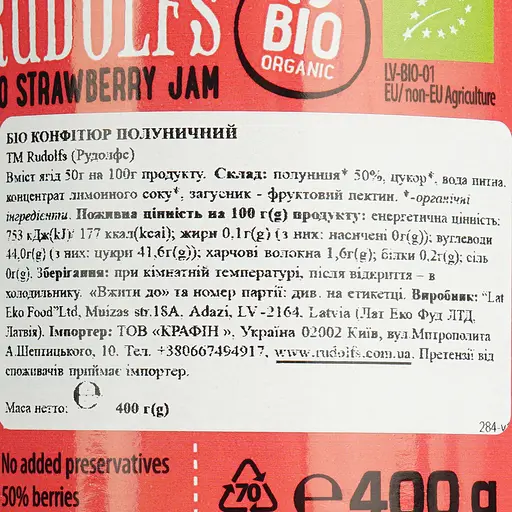 RUDOLFS
O STRAWBERRY JAM
BIO
ORGANIC
LV-BIO-01
EU/non-EU Agriculture
БІО КОНФІТЮР ПОЛУНИЧНИЙ
ТМ Rudolfs (Рудолфс)
Вміст ягід 50г на 100г продукту. Склад: полуниця* 50%, цукор*, вода питна,
концентрат лимонного соку*, загусник - фруктовий пектин. *-органічні
інгредієнти. Поживна цінність на 100 г(g) продукту: енергетична цінність:
753 кДж(kJ)/ 177 ккал(kcal); жири 0,1г(g) (з них: насичені 0г(g)); вуглеводи
44,0г(g) (з них: цукри 41,6г(g)); харчові волокна 1,6г(g); білки 0,2г(g); сіль
0г(g). Зберігання: при кімнатній температурі, після відкриття – в
холодильнику. «Вжити до» та номер партії: див. на етикетці. Виробник: "Lat
Eko Food"Ltd, Muizas str.18A, Adazi, LV-2164, Latvia (Лат Еко Фуд ЛТД,
Латвія). Імпортер: ТОВ «КРАФІН», Україна 02002 Київ, вул.Митрополита
А.Шептицького, 10. Тел. +380667494917, www.rudolfs.com.ua. Претензії від
споживачів приймає імпортер.
Маса нетто: e 400 г(g)
284-v
No added preservatives
50% berries
70
e 400 g